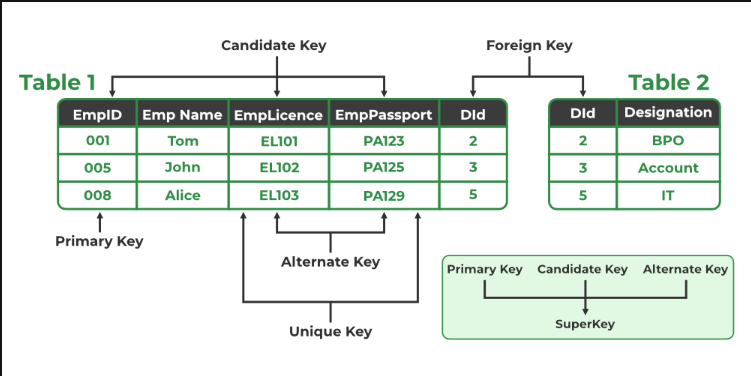 Candidate Key Foreign Key
Table 1 Table 2
EmpID Emp Name EmpLicence EmpPassport DId
001 Tom EL101 PA123 2
005 John EL102 PA125 3
008 Alice EL103 PA129 5
DId Designation
2 BPO
3 Account
5 IT
Primary Key
Alternate Key
Unique Key
Primary Key Candidate Key Alternate Key
SuperKey